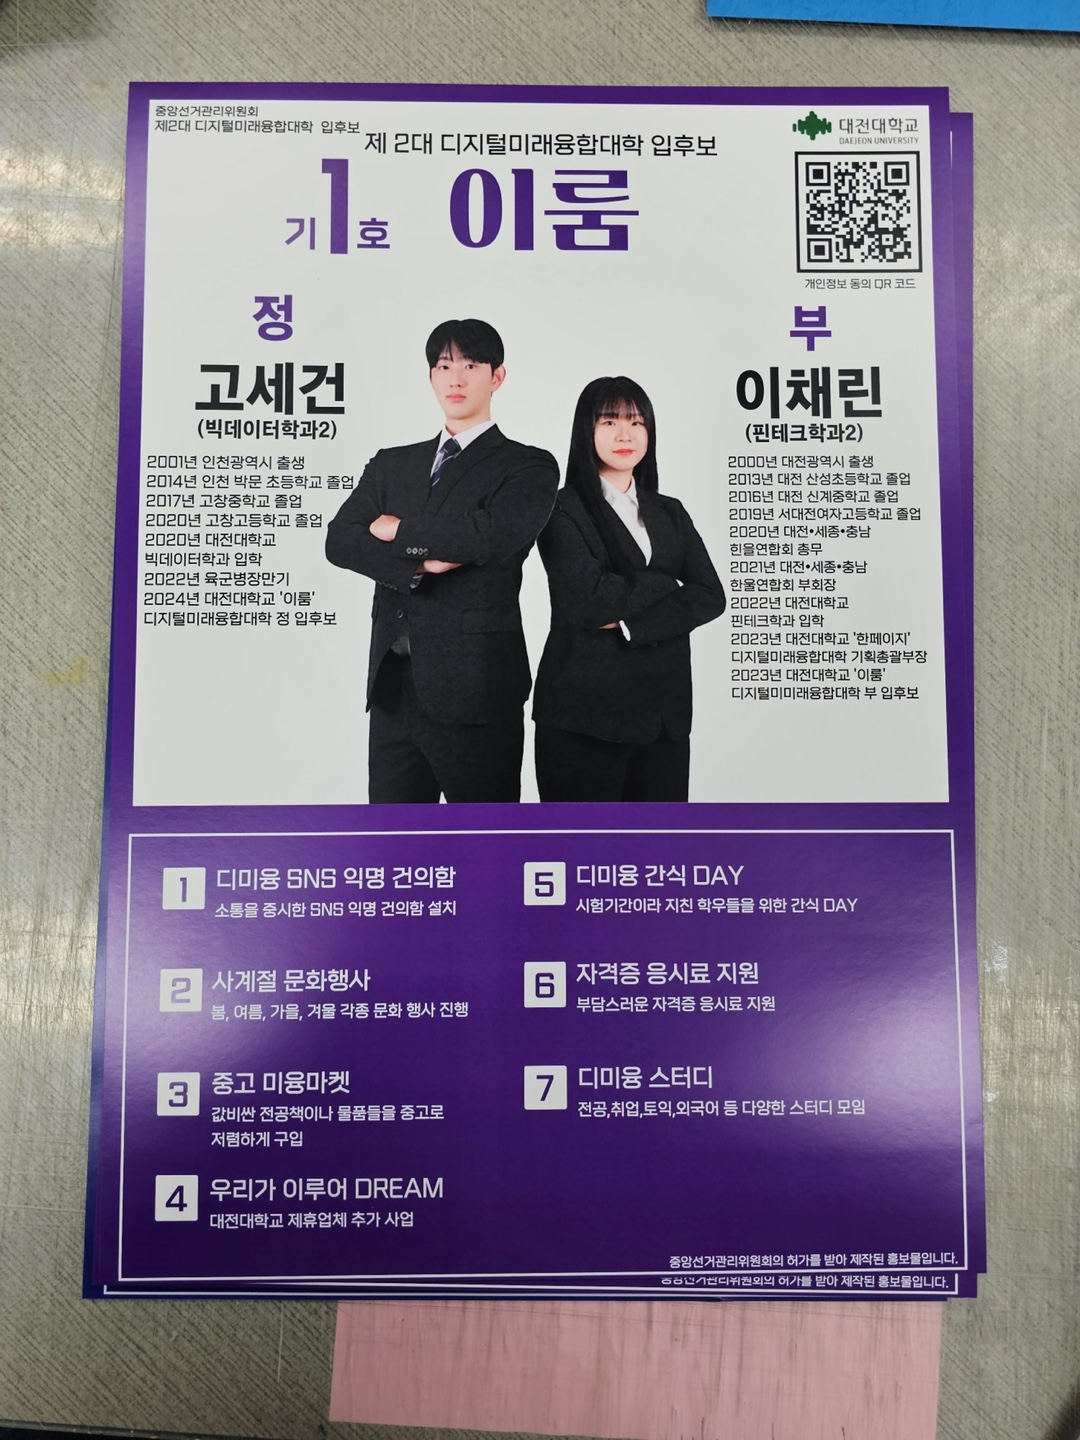 중앙선거관리위원회
제2대 디지털미래융합대학 입후보
제 2대 디지털미래융합대학 입후보
기 1 호 이룸
대전대학교
DAEJEON UNIVERSITY
개인정보 동의 QR 코드
정
고세건
(빅데이터학과2)
2001년 인천광역시 출생
2014년 인천 박문 초등학교 졸업
2017년 고창중학교 졸업
2020년 고창고등학교 졸업
2020년 대전대학교
빅데이터학과 입학
2022년 육군병장만기
2024년 대전대학교 '이룸'
디지털미래융합대학 정 입후보
부
이채린
(핀테크학과2)
2000년 대전광역시 출생
2013년 대전 산성초등학교 졸업
2016년 대전 신계중학교 졸업
2019년 서대전여자고등학교 졸업
2020년 대전•세종•충남
힌을연합회 총무
2021년 대전•세종•충남
한울연합회 부회장
2022년 대전대학교
핀테크학과 입학
2023년 대전대학교 '한페이지'
디지털미래융합대학 기획총괄부장
2023년 대전대학교 '이룸'
디지털미미래융합대학 부 입후보
1 디미융 SNS 익명 건의함
소통을 중시한 SNS 익명 건의함 설치
2 사계절 문화행사
봄, 여름, 가을, 겨울 각종 문화 행사 진행
3 중고 미융마켓
값비싼 전공책이나 물품들을 중고로
저렴하게 구입
4 우리가 이루어 DREAM
대전대학교 제휴업체 추가 사업
5 디미융 간식 DAY
시험기간이라 지친 학우들을 위한 간식 DAY
6 자격증 응시료 지원
부담스러운 자격증 응시료 지원
7 디미융 스터디
전공,취업,토익,외국어 등 다양한 스터디 모임
중앙선거관리위원회의 허가를 받아 제작된 홍보물입니다.
중앙선거관리위원회의 허가를 받아 제작된 홍보물입니다.